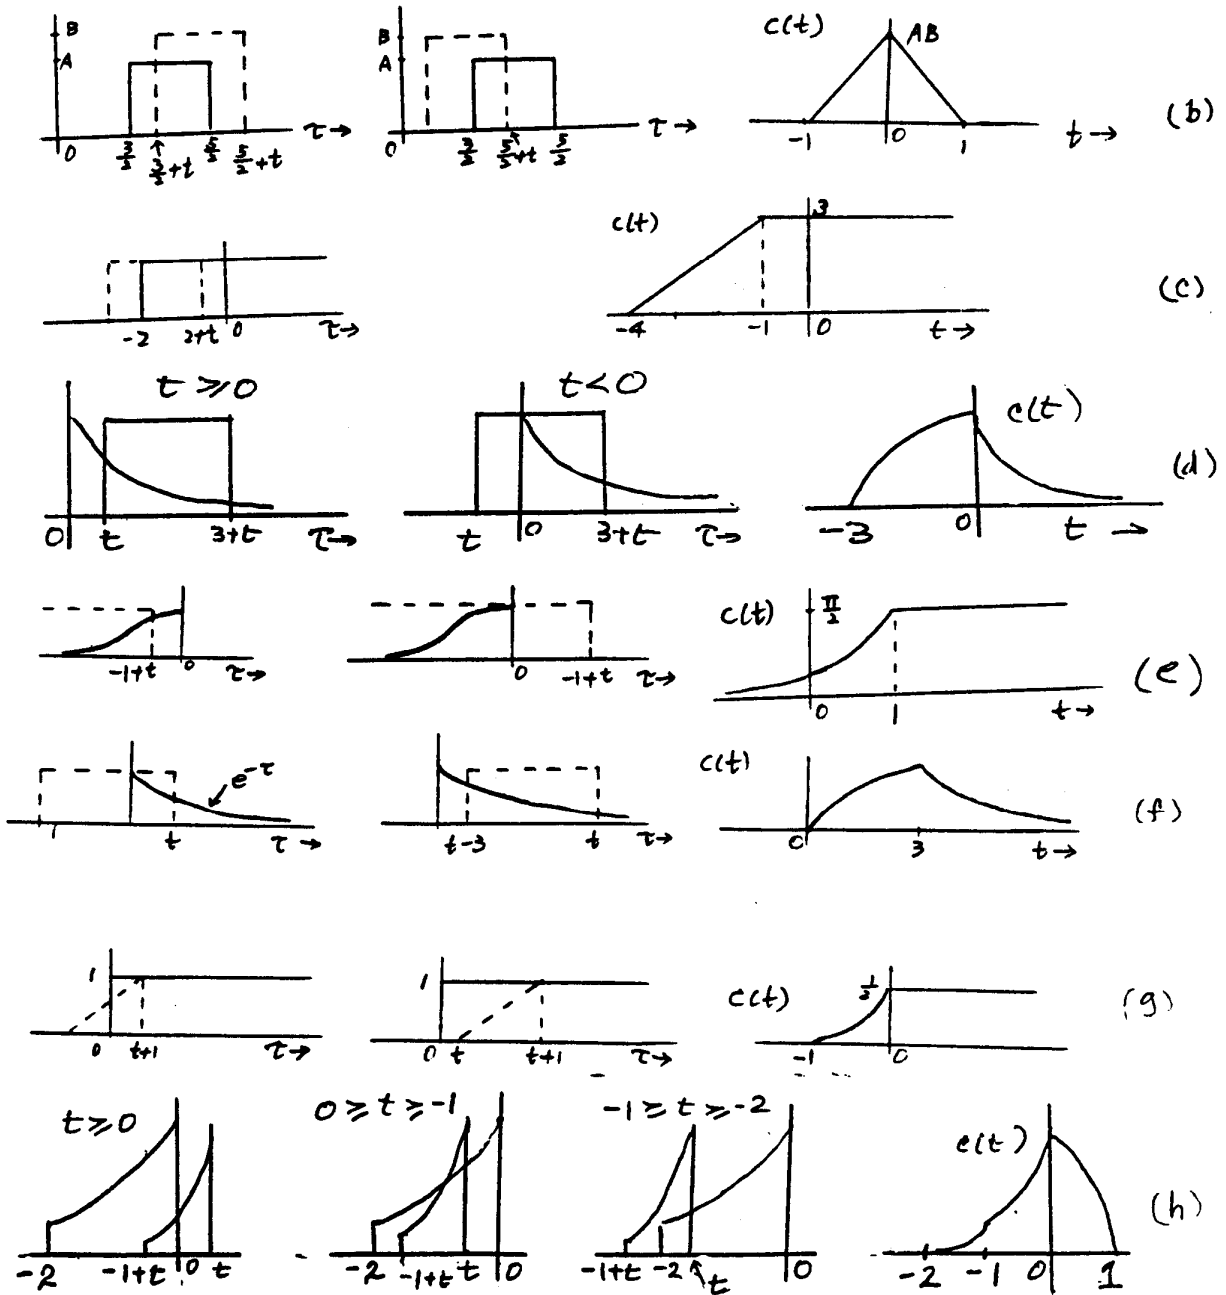 B
A
0 3/2 3/2+t 5/2 5/2+t τ→
B
A
0 3/2 5/2+t 5/2 τ→
c(t) AB
-1 0 1 t→
(b)
-2 2+t 0 τ→
c(t) 3
-4 -1 0 t→
(c)
t ≥ 0
0 t 3+t τ→
t < 0
t 0 3+t τ→
c(t)
-3 0 t →
(d)
-1+t 0 τ→
0 -1+t τ→
c(t) π/2
0 1 t→
(e)
e^-τ
t τ→
t-3 t τ→
c(t)
0 3 t→
(f)
1
0 t+1 τ→
1
0 t t+1 τ→
c(t) 1/2
-1 0
(g)
t ≥ 0
-2 -1+t 0 t
0 ≥ t ≥ -1
-2 -1+t t 0
-1 ≥ t ≥ -2
-1+t -2 t 0
c(t)
-2 -1 0 1
(h)